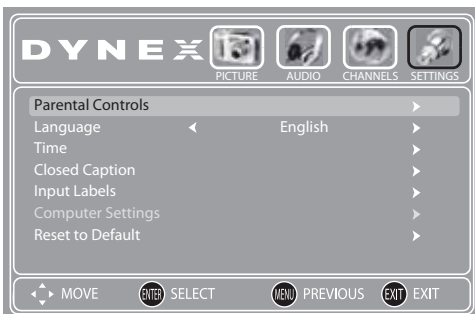 DYNEX
PICTURE AUDIO CHANNELS SETTINGS
Parental Controls
Language English
Time
Closed Caption
Input Labels
Computer Settings
Reset to Default
MOVE ENTER SELECT MENU PREVIOUS EXIT EXIT